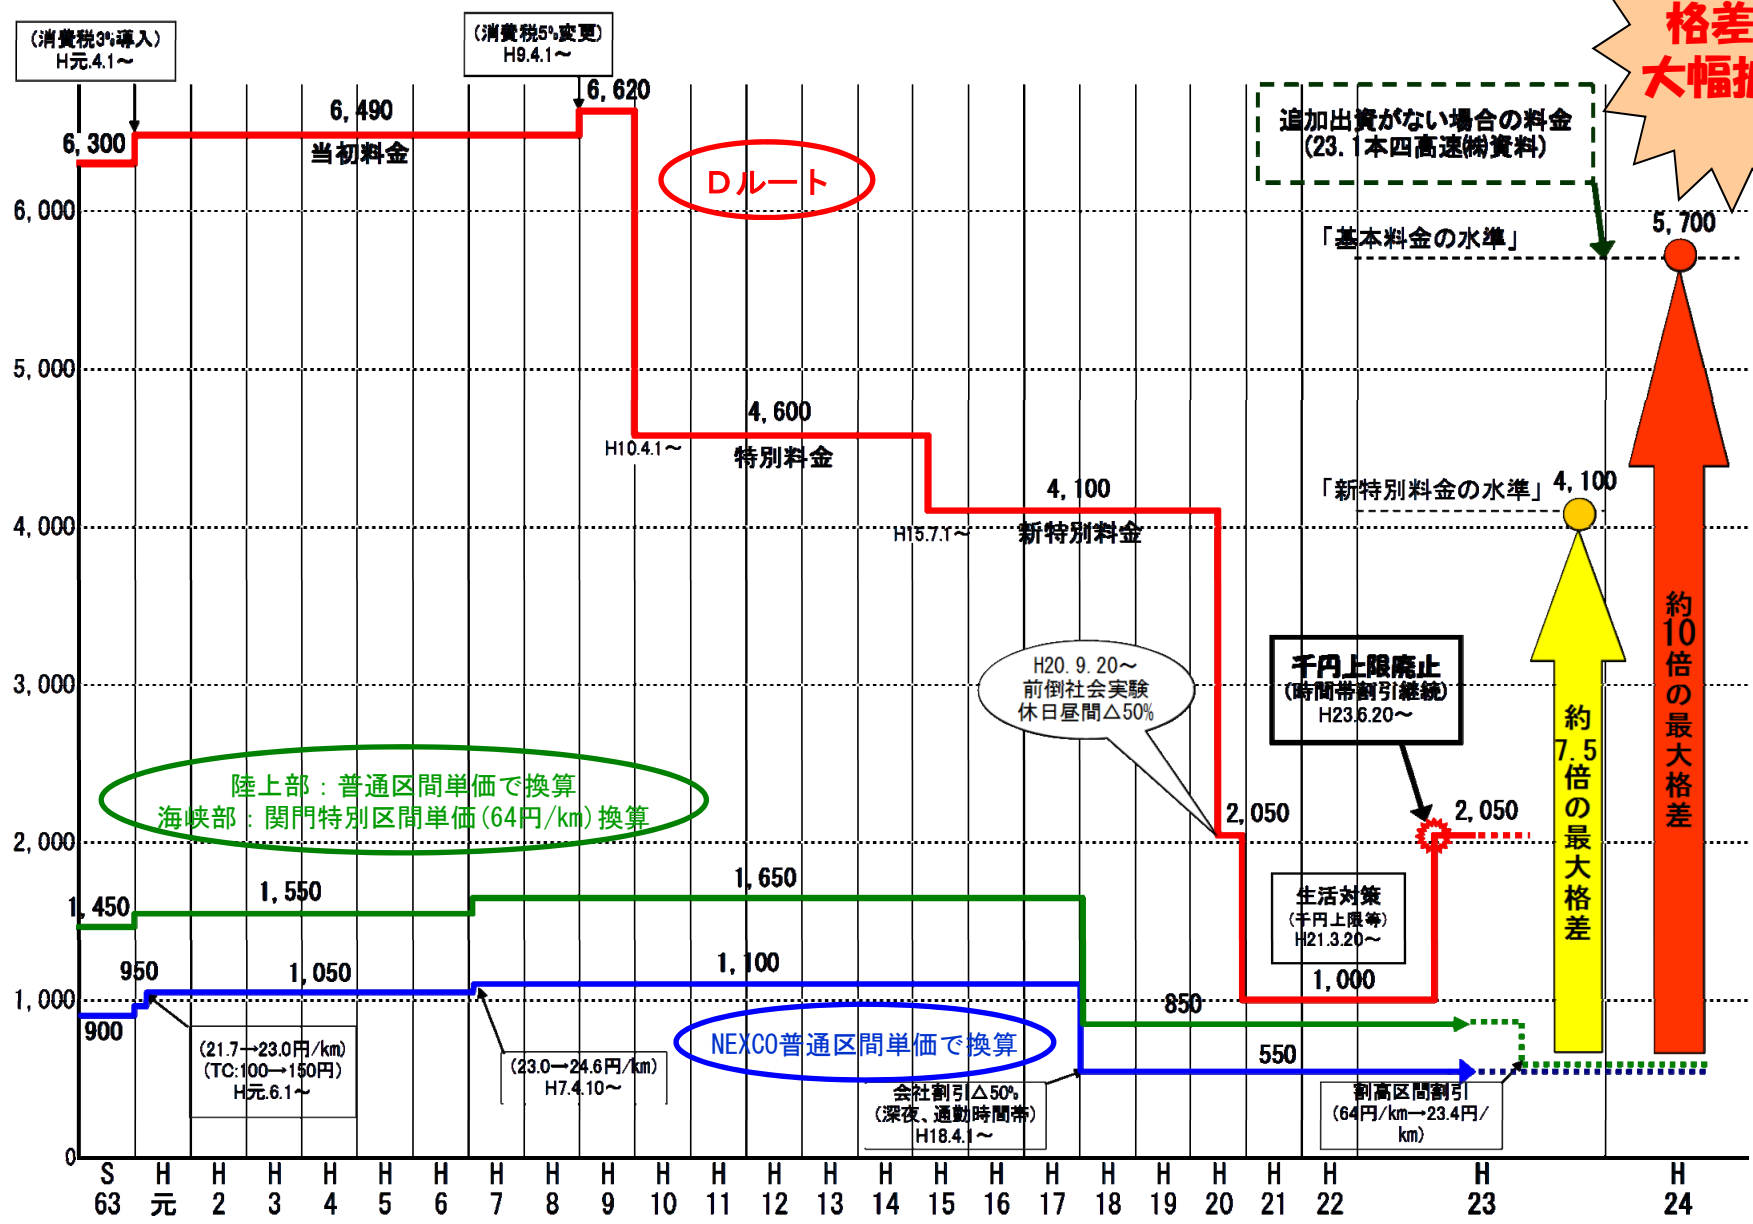 (消費税3%導入)
H元.4.1～
(消費税5%変更)
H9.4.1～
格差
大幅拡
6,300
6,490
当初料金
6,620
Dルート
追加出資がない場合の料金
(23.1本四高速㈱資料)
「基本料金の水準」
5,700
6,000
5,000
4,000
3,000
2,000
1,000
0
H10.4.1～
4,600
特別料金
H15.7.1～
4,100
新特別料金
「新特別料金の水準」
4,100
H20.9.20～
前倒社会実験
休日昼間△50%
千円上限廃止
(時間帯割引継続)
H23.6.20～
約10倍の最大格差
約7.5倍の最大格差
陸上部：普通区間単価で換算
海峡部：関門特別区間単価(64円/km)換算
2,050
2,050
生活対策
(千円上限等)
H21.3.20～
1,000
1,450
1,550
1,650
850
900
950
1,050
1,100
550
NEXCO普通区間単価で換算
(21.7→23.0円/km)
(TC:100→150円)
H元.6.1～
(23.0→24.6円/km)
H7.4.10～
会社割引△50%
(深夜、通勤時間帯)
H18.4.1～
割高区間割引
(64円/km→23.4円/
km)
S H H H H H H H H H H H H H H H H H H H H H H H H
63 元 2 3 4 5 6 7 8 9 10 11 12 13 14 15 16 17 18 19 20 21 22 23 24